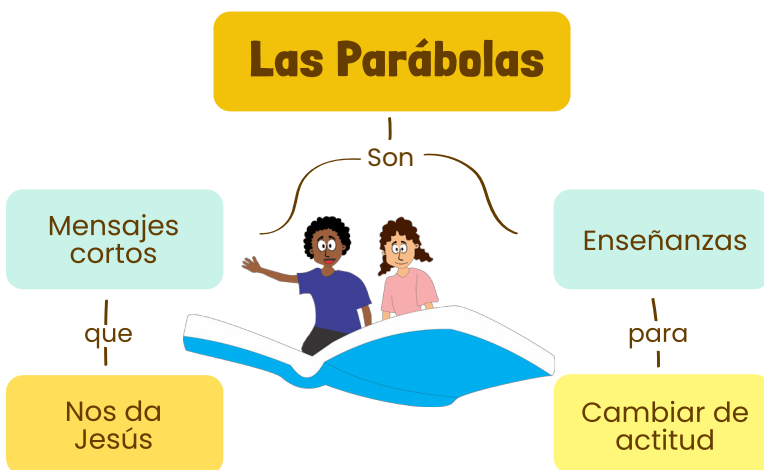 Las Parábolas
Son
Mensajes
cortos
que
Nos da
Jesús
Enseñanzas
para
Cambiar de
actitud